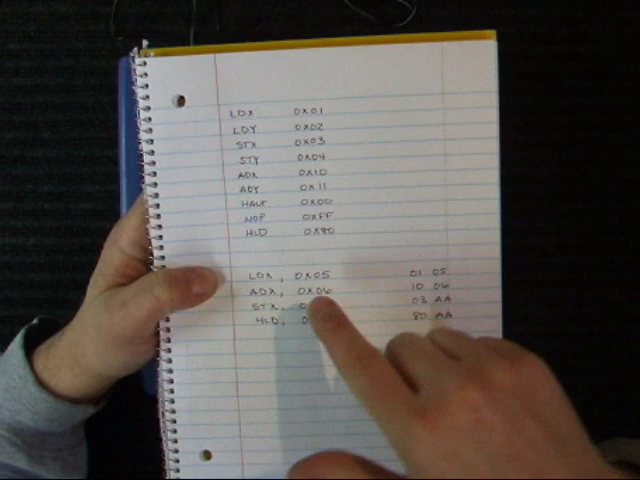 LDX 0x01
LDY 0x02
STX 0x03
STY 0x04
ADX 0x10
ADY 0x11
HALT 0x00
NOP 0xFF
HLD 0x80
LDX, 0x05 01 05
ADX, 0x06 10 06
STX, 03 AA
HLD, 80 AA